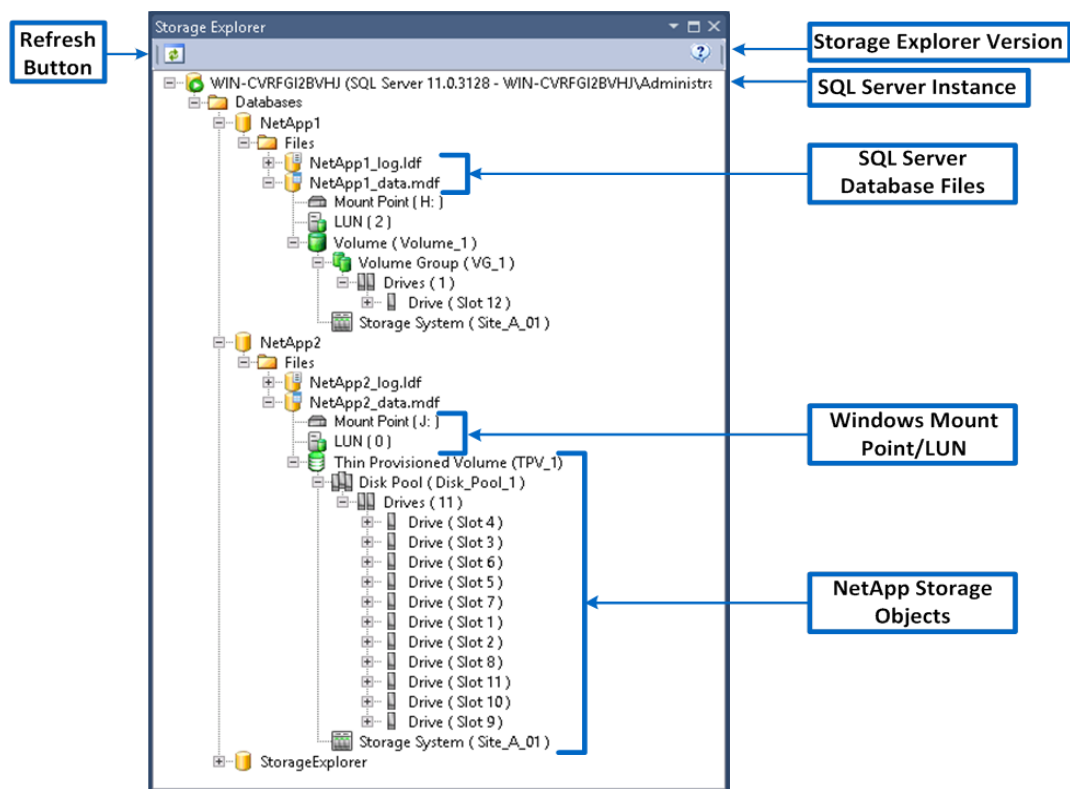 Refresh
Button
Storage Explorer
Storage Explorer Version
SQL Server Instance
WIN-CVRFGI2BVHJ (SQL Server 11.0.3128 - WIN-CVRFGI2BVHJ\Administra
Databases
NetApp1
Files
NetApp1_log.ldf
NetApp1_data.mdf
SQL Server
Database Files
Mount Point ( H: )
LUN ( 2 )
Volume ( Volume_1 )
Volume Group ( VG_1 )
Drives ( 1 )
Drive ( Slot 12 )
Storage System ( Site_A_01 )
NetApp2
Files
NetApp2_log.ldf
NetApp2_data.mdf
Mount Point ( J: )
LUN ( 0 )
Windows Mount
Point/LUN
Thin Provisioned Volume (TPV_1)
Disk Pool ( Disk_Pool_1 )
Drives ( 11 )
Drive ( Slot 4 )
Drive ( Slot 3 )
Drive ( Slot 6 )
Drive ( Slot 5 )
Drive ( Slot 7 )
Drive ( Slot 1 )
Drive ( Slot 2 )
Drive ( Slot 8 )
Drive ( Slot 11 )
Drive ( Slot 10 )
Drive ( Slot 9 )
NetApp Storage
Objects
Storage System ( Site_A_01 )
StorageExplorer